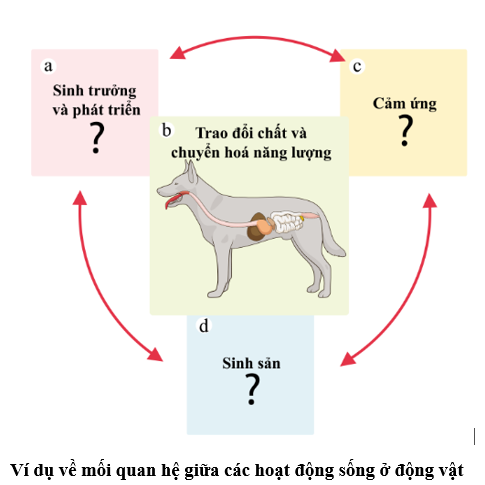 a
Sinh trưởng
và phát triển
?
c
Cảm ứng
?
b
Trao đổi chất và
chuyển hoá năng lượng
d
Sinh sản
?
Ví dụ về mối quan hệ giữa các hoạt động sống ở động vật